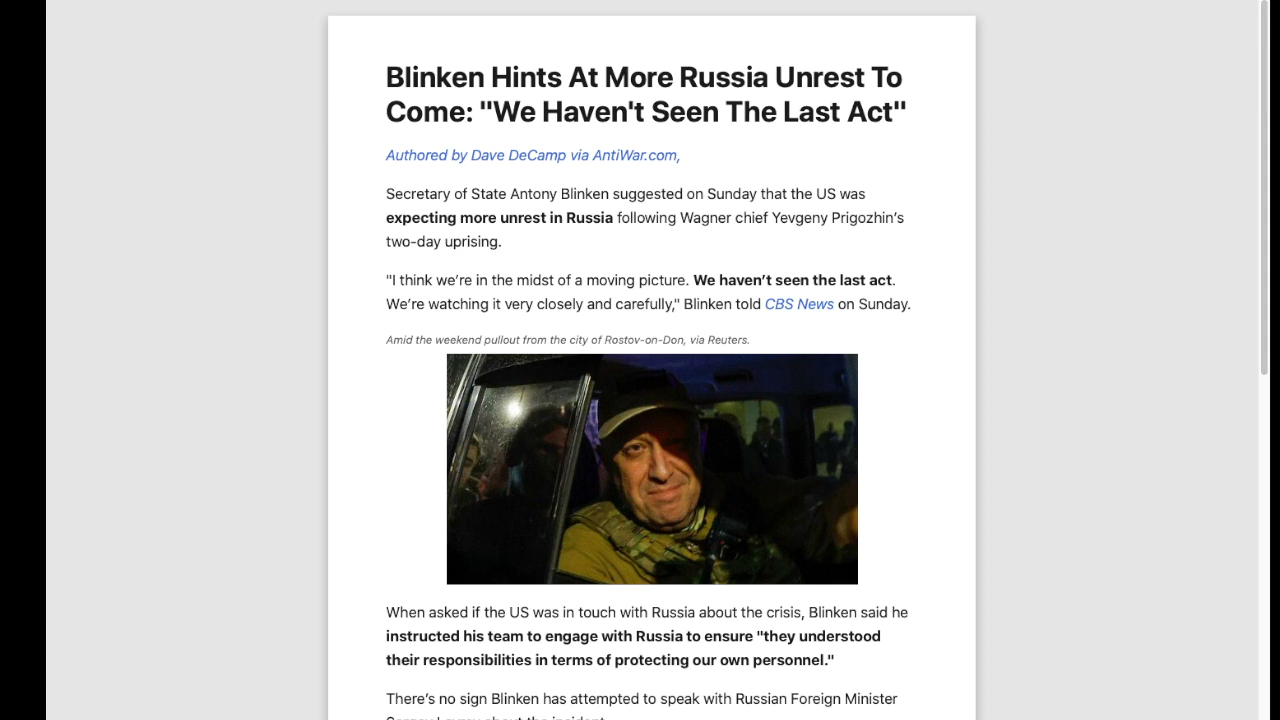 Blinken Hints At More Russia Unrest To
Come: "We Haven't Seen The Last Act"
Authored by Dave DeCamp via AntiWar.com,
Secretary of State Antony Blinken suggested on Sunday that the US was
expecting more unrest in Russia following Wagner chief Yevgeny Prigozhin’s
two-day uprising.
"I think we’re in the midst of a moving picture. We haven’t seen the last act.
We’re watching it very closely and carefully," Blinken told CBS News on Sunday.
Amid the weekend pullout from the city of Rostov-on-Don, via Reuters.
When asked if the US was in touch with Russia about the crisis, Blinken said he
instructed his team to engage with Russia to ensure "they understood
their responsibilities in terms of protecting our own personnel."
There’s no sign Blinken has attempted to speak with Russian Foreign Minister